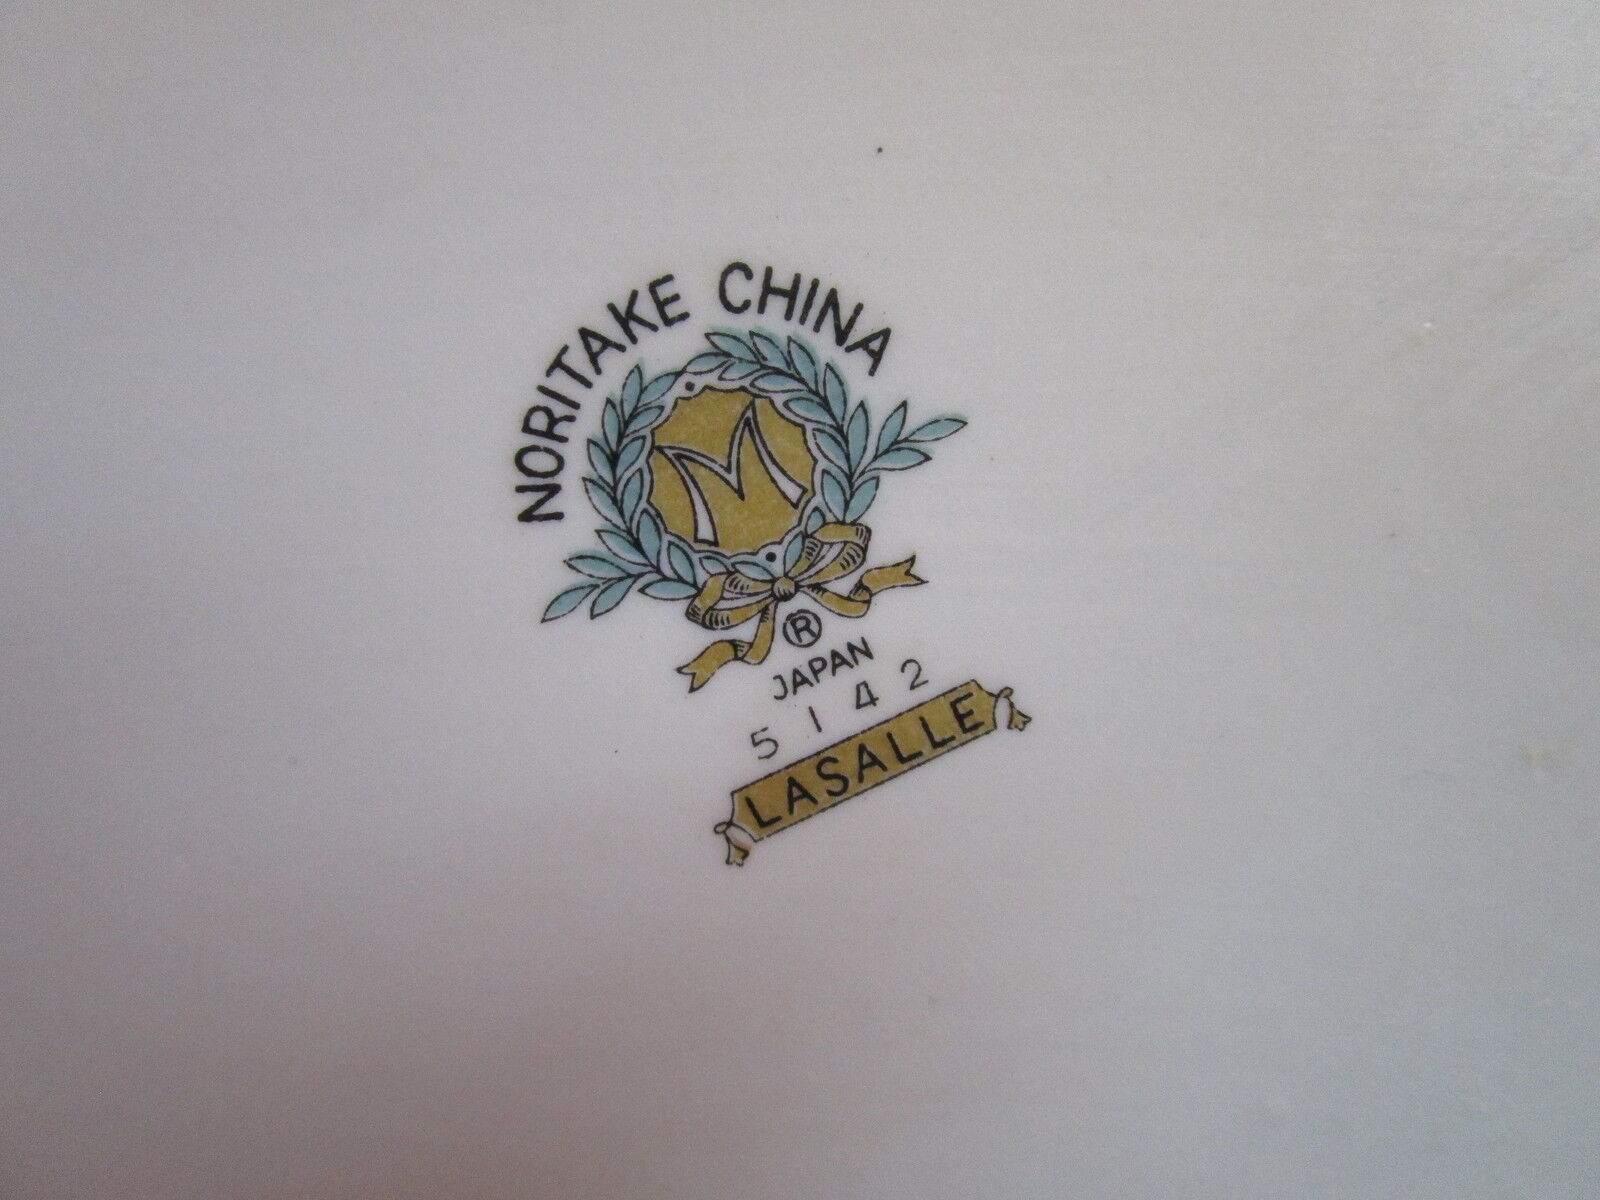 NORITAKE CHINA
M
®
JAPAN
5142
LASALLE